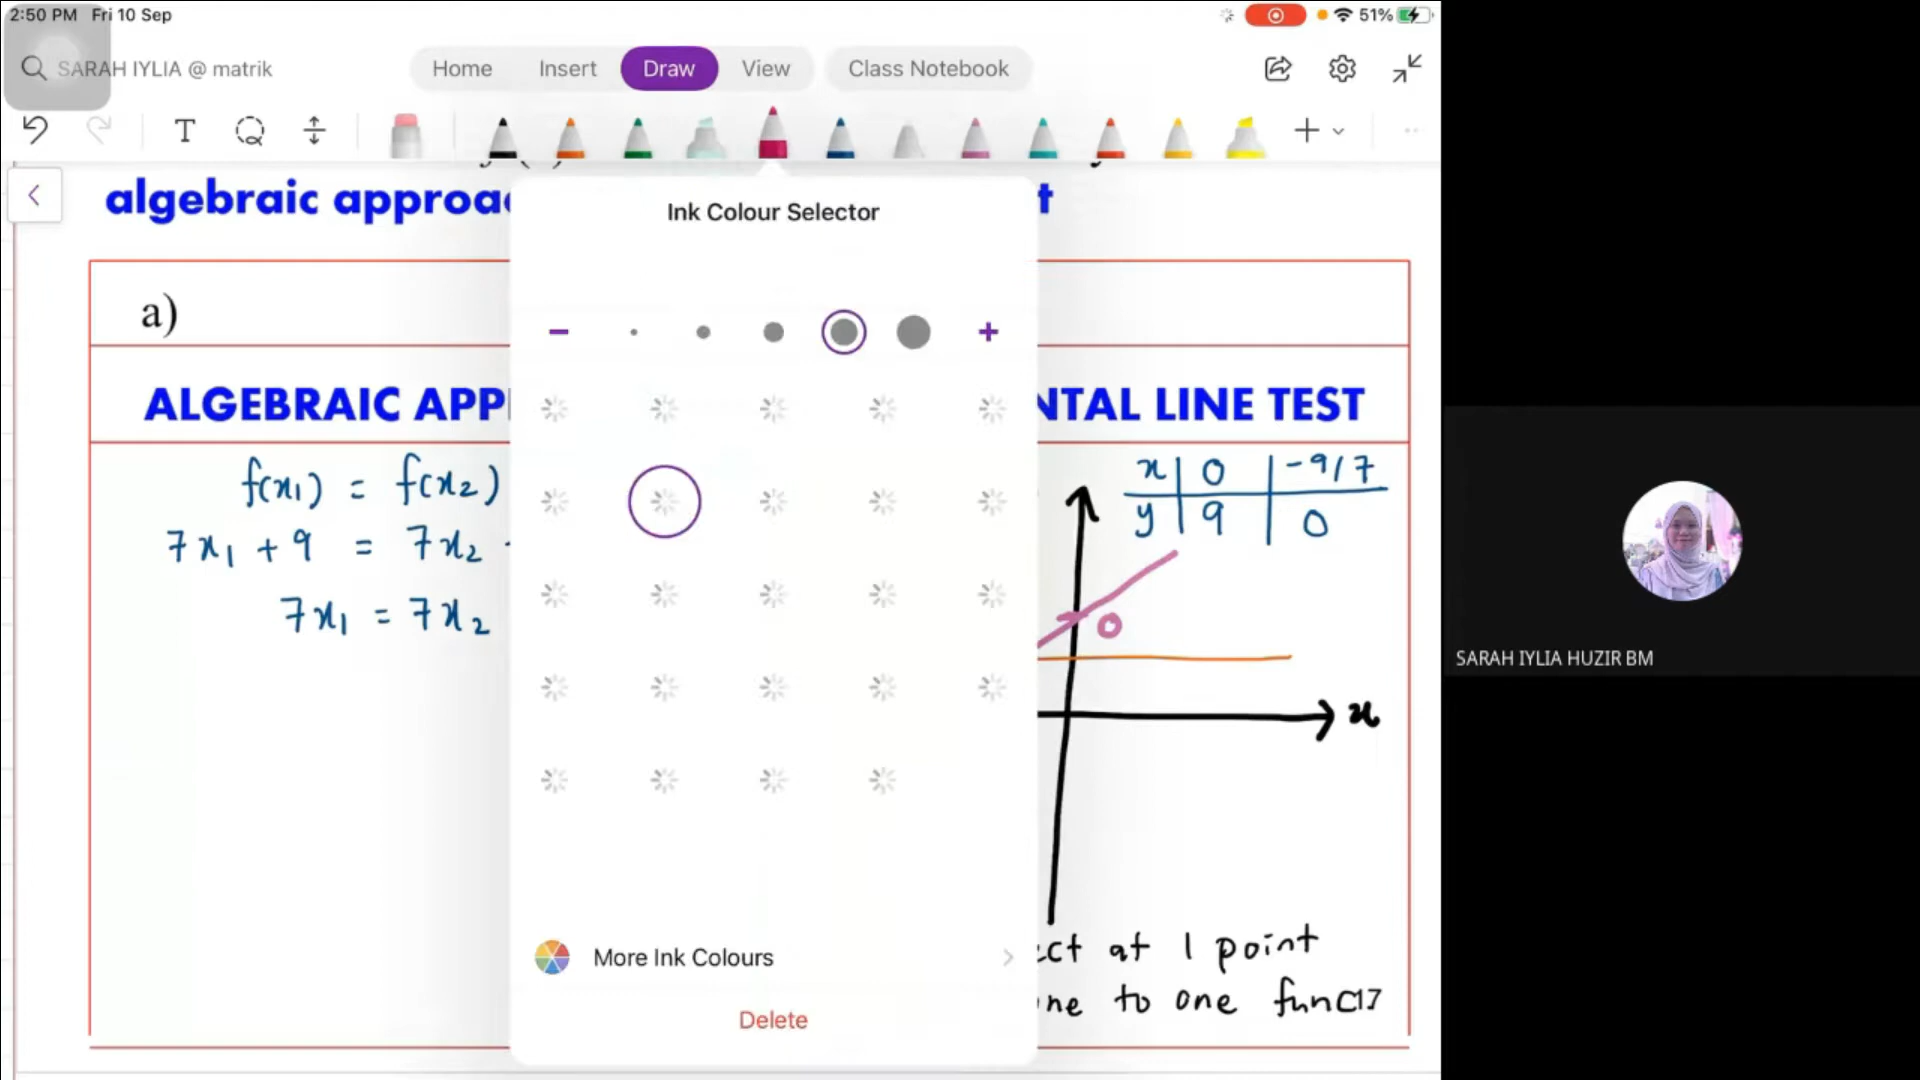 2:50 PM Fri 10 Sep
51%
SARAH IYLIA @ matrik
Home Insert Draw View Class Notebook
T
algebraic approa
t
Ink Colour Selector
a)
ALGEBRAIC APP
NTAL LINE TEST
f(x1) = f(x2)
7x1 + 9 = 7x2
7x1 = 7x2
x 0 -9/7
y 9 0
x
ect at 1 point
ne to one func17
More Ink Colours
Delete
SARAH IYLIA HUZIR BM